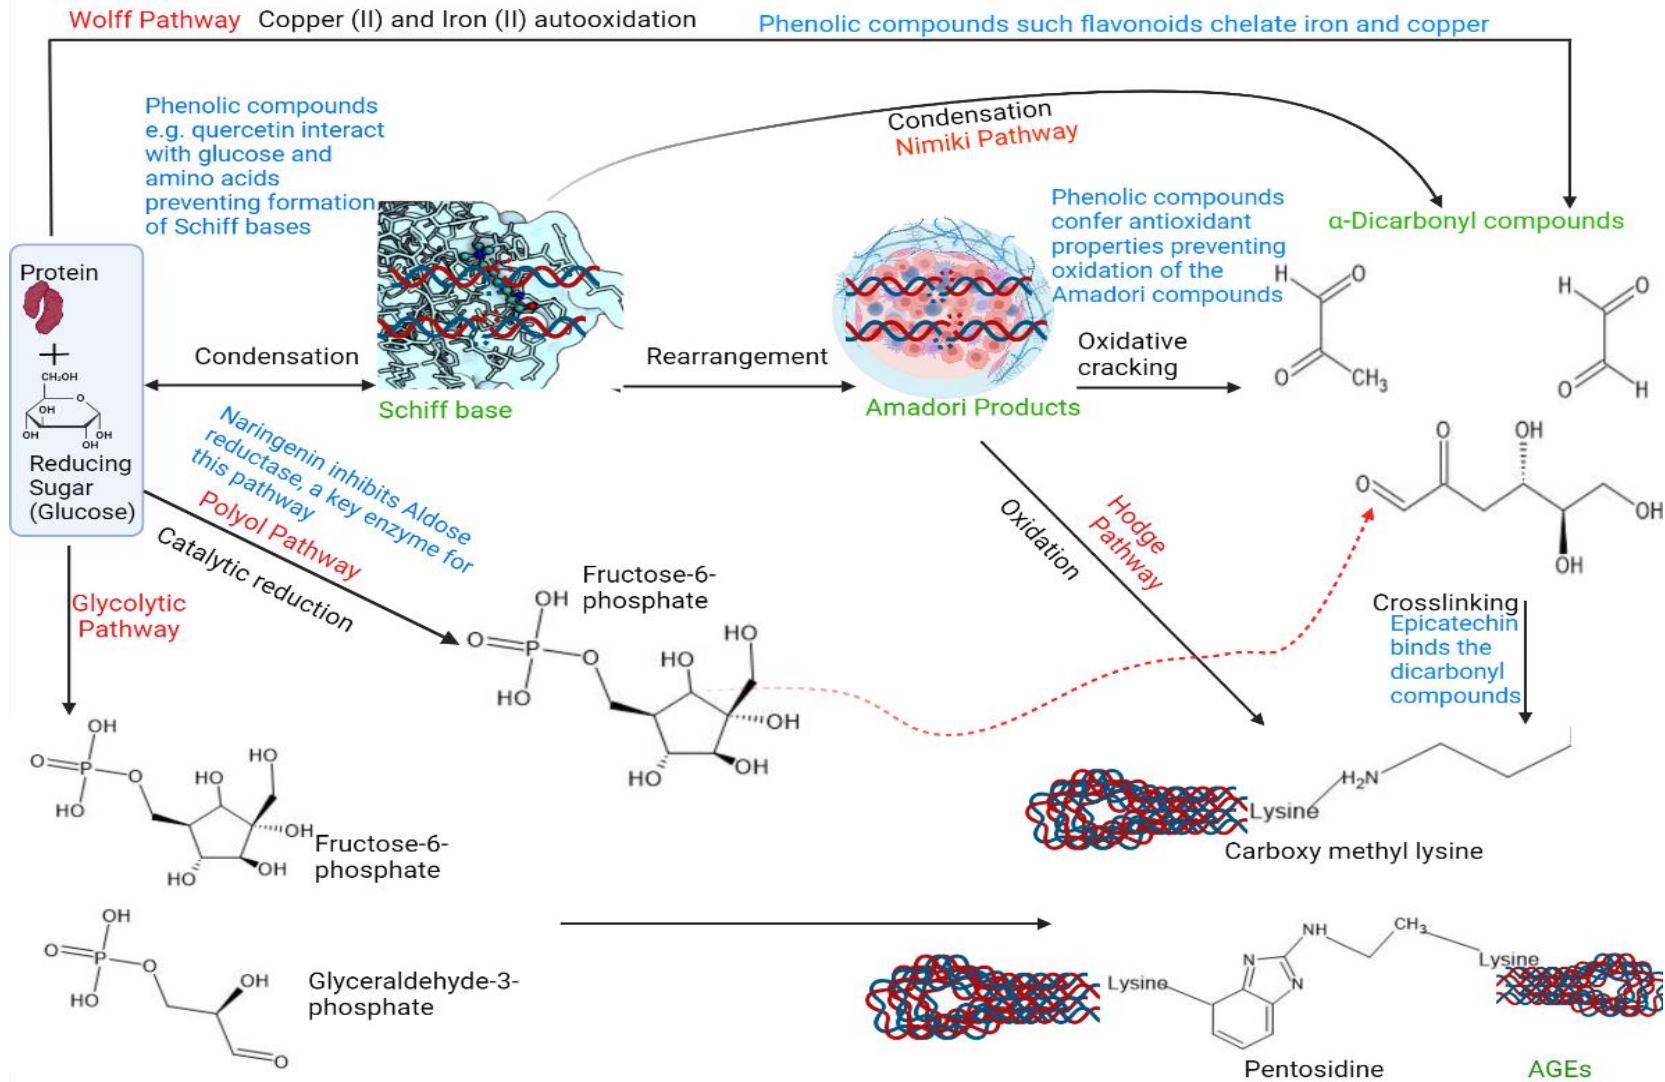 Wolff Pathway Copper (II) and Iron (II) autooxidation Phenolic compounds such flavonoids chelate iron and copper
Phenolic compounds
e.g. quercetin interact
with glucose and
amino acids
preventing formation
of Schiff bases
Condensation
Nimiki Pathway
Phenolic compounds
confer antioxidant
properties preventing
oxidation of the
Amadori compounds
α-Dicarbonyl compounds
Protein
+
CH₂OH
O
OH
OH
OH
OH
Reducing
Sugar
(Glucose)
Condensation
Schiff base
Rearrangement
Amadori Products
Oxidative
cracking
H
O
O
CH₃
H
O
O
H
O
OH
O
OH
OH
Naringenin inhibits Aldose
reductase, a key enzyme for
this pathway
Polyol Pathway
Catalytic reduction
Hodge
Pathway
Oxidation
Glycolytic
Pathway
Fructose-6-
phosphate
OH
O
P
O
HO
HO
HO
OH
HO
OH
Crosslinking
Epicatechin
binds the
dicarbonyl
compounds
OH
O
P
O
HO
HO
HO
OH
HO
OH
Fructose-6-
phosphate
H₂N
Lysine
Carboxy methyl lysine
OH
O
P
O
HO
OH
O
Glyceraldehyde-3-
phosphate
Lysine
N
N
NH
CH₃
Lysine
Pentosidine
AGEs